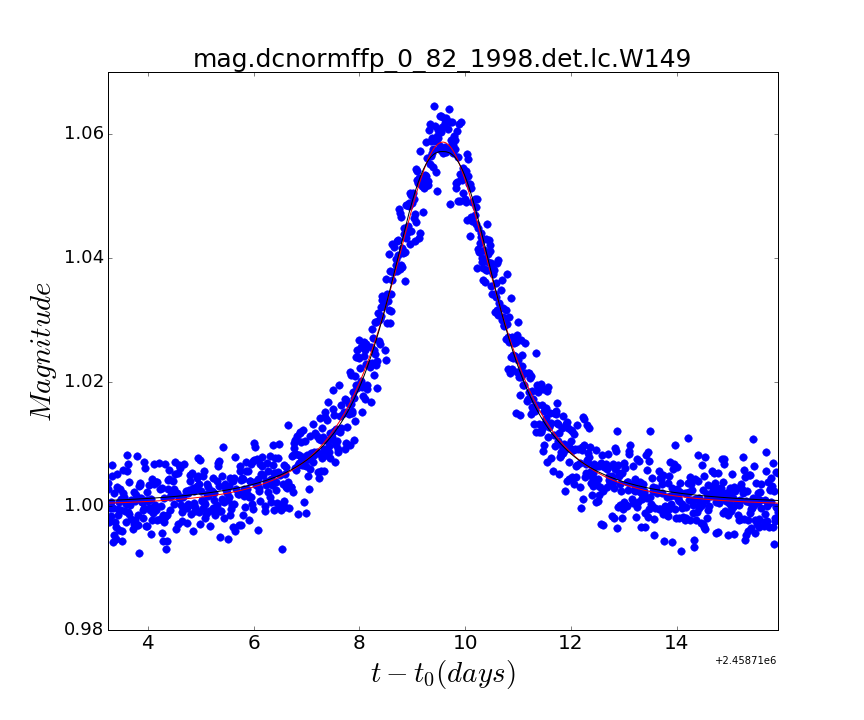 mag.dcnormffp_0_82_1998.det.lc.W149
1.06
1.04
1.02
1.00
0.98
Magnitude
4 6 8 10 12 14
+2.45871e6
t − t₀(days)